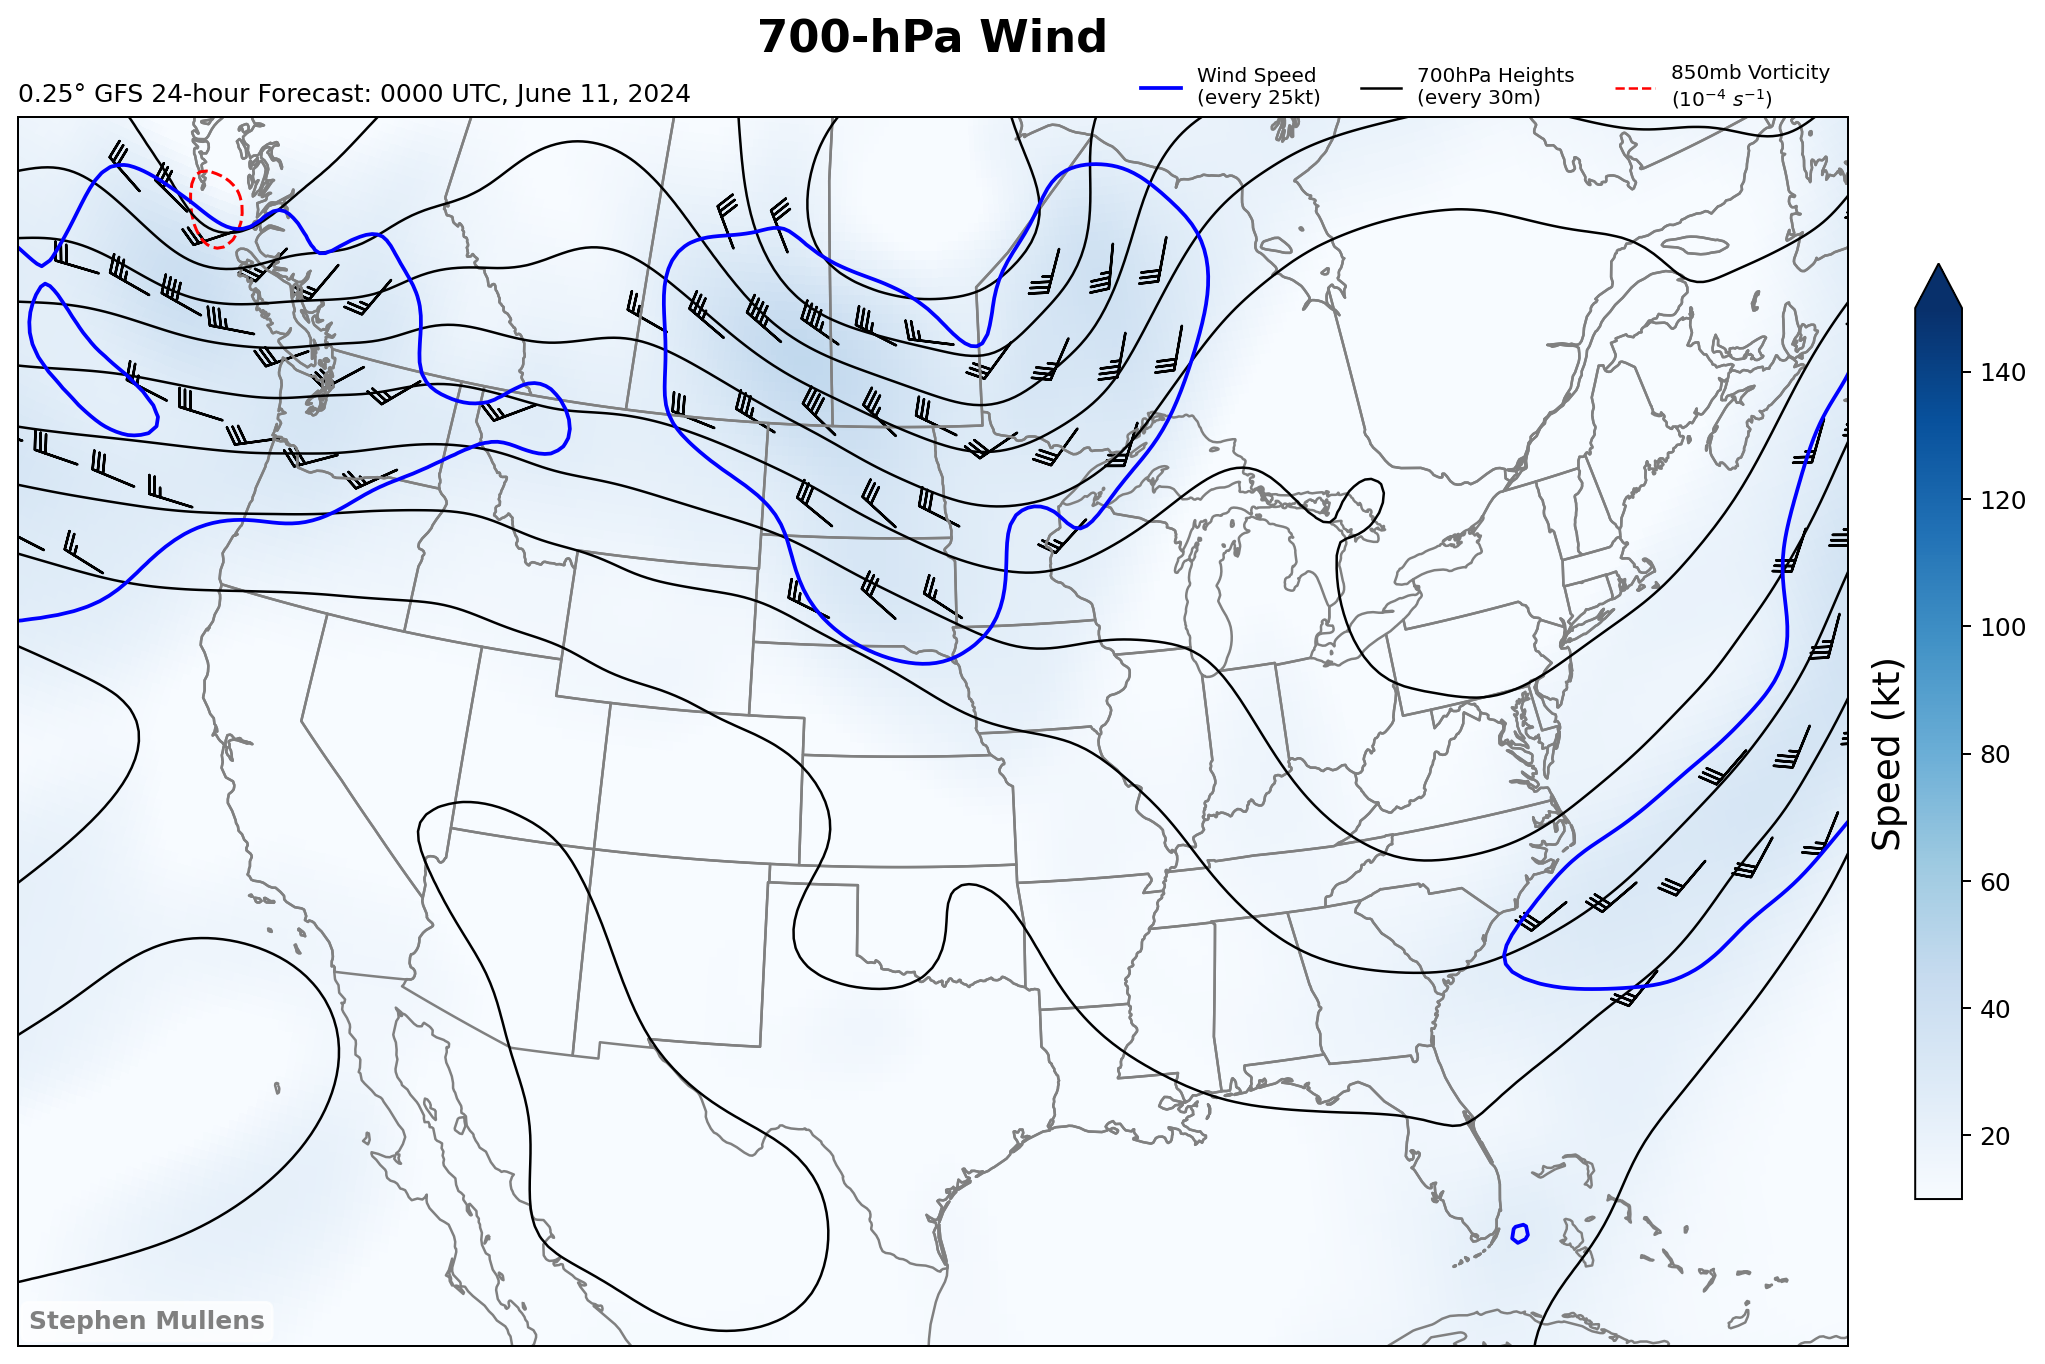 700-hPa Wind
0.25° GFS 24-hour Forecast: 0000 UTC, June 11, 2024
Wind Speed
(every 25kt)
700hPa Heights
(every 30m)
850mb Vorticity
(10⁻⁴ s⁻¹)
140
120
100
80
60
40
20
Speed (kt)
Stephen Mullens